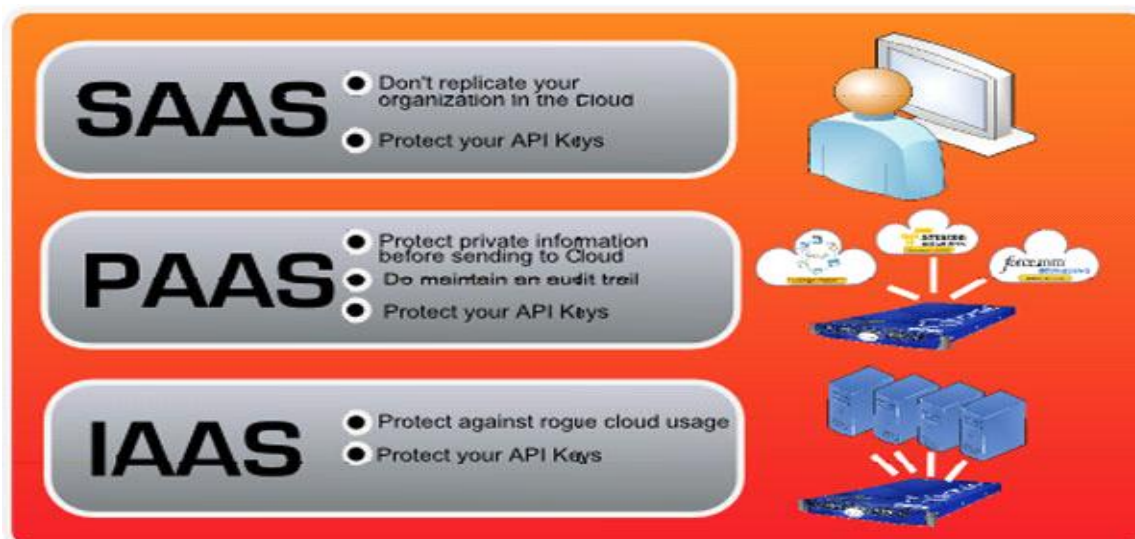 SAAS
Don't replicate your
organization in the Cloud
Protect your API Keys
PAAS
Protect private information
before sending to Cloud
Do maintain an audit trail
Protect your API Keys
force.com
IAAS
Protect against rogue cloud usage
Protect your API Keys